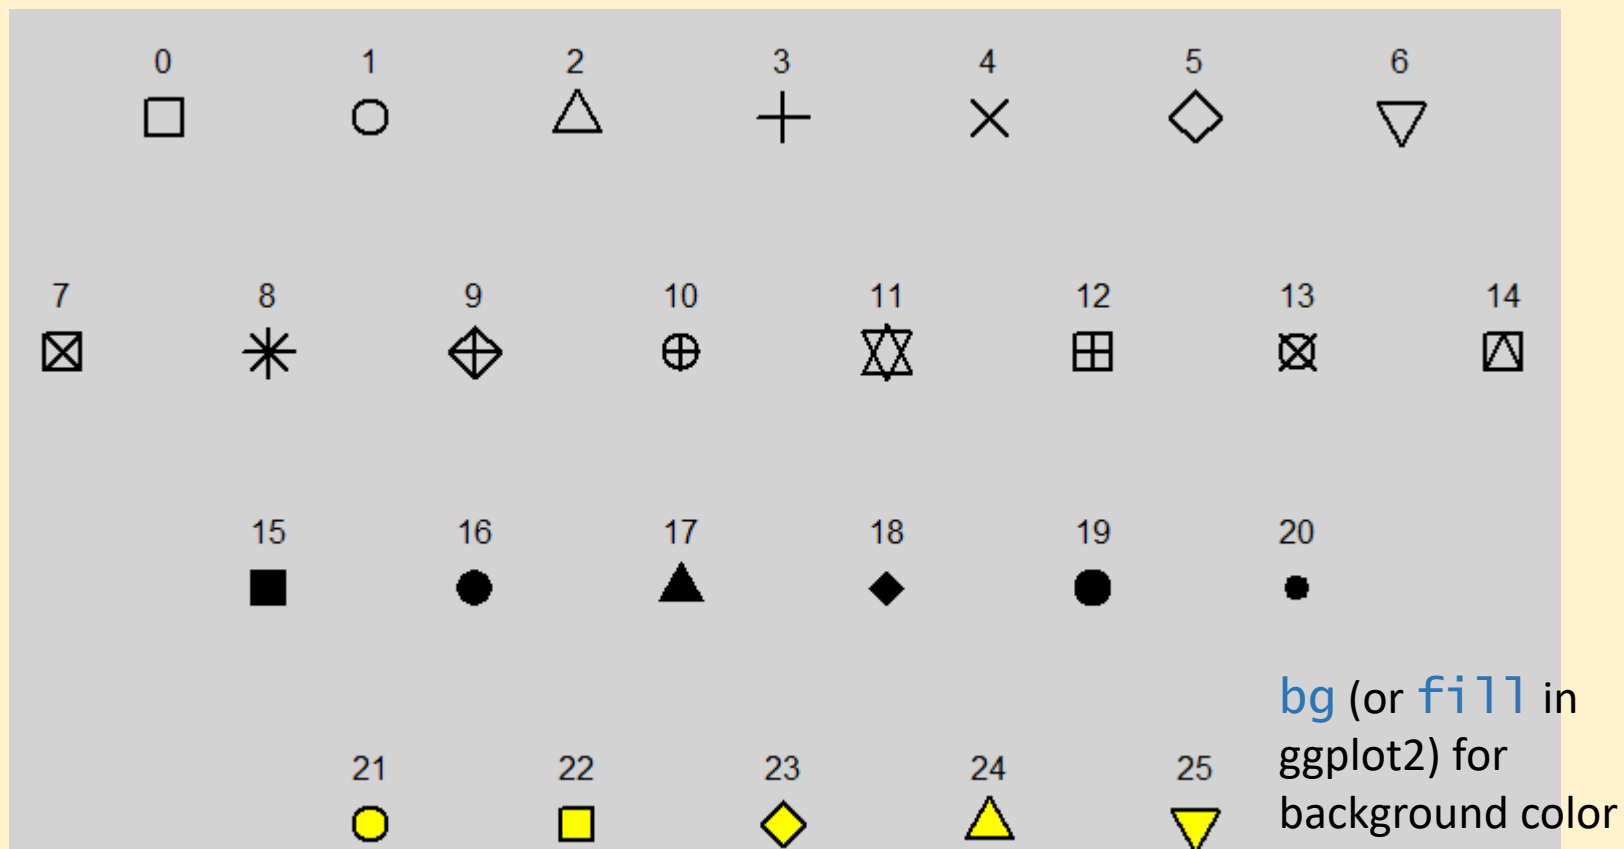 0 1 2 3 4 5 6
7 8 9 10 11 12 13 14
15 16 17 18 19 20
21 22 23 24 25
bg (or fill in
ggplot2) for
background color